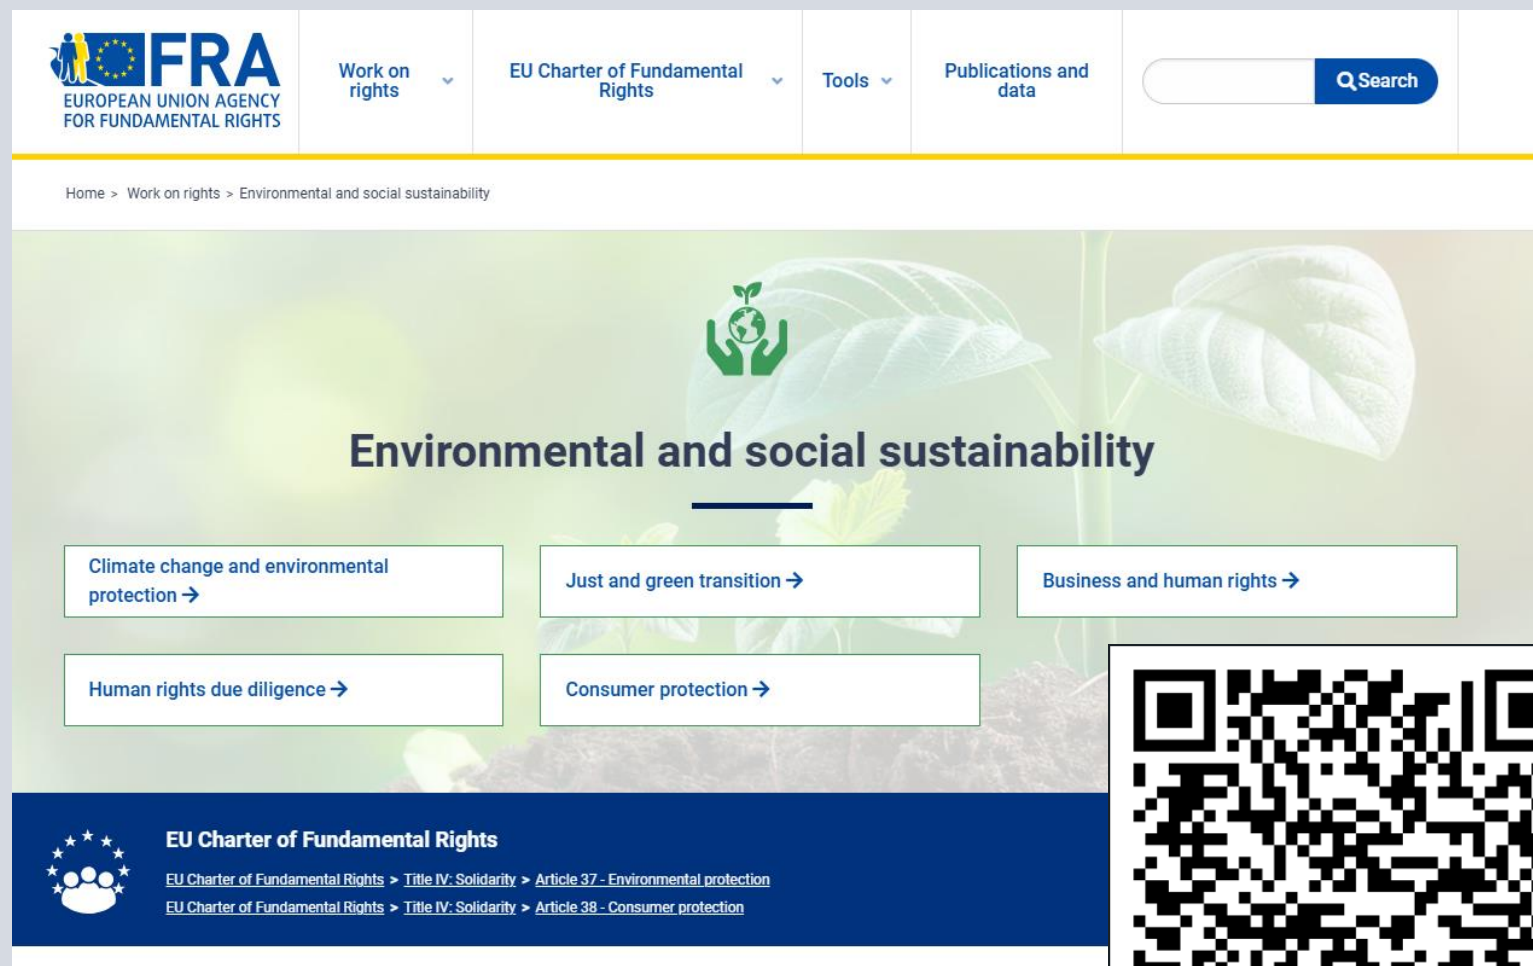 FRA
EUROPEAN UNION AGENCY
FOR FUNDAMENTAL RIGHTS
Work on
rights
EU Charter of Fundamental
Rights
Tools
Publications and
data
Search
Home > Work on rights > Environmental and social sustainability
Environmental and social sustainability
Climate change and environmental
protection →
Just and green transition →
Business and human rights →
Human rights due diligence →
Consumer protection →
EU Charter of Fundamental Rights
EU Charter of Fundamental Rights > Title IV: Solidarity > Article 37 - Environmental protection
EU Charter of Fundamental Rights > Title IV: Solidarity > Article 38 - Consumer protection